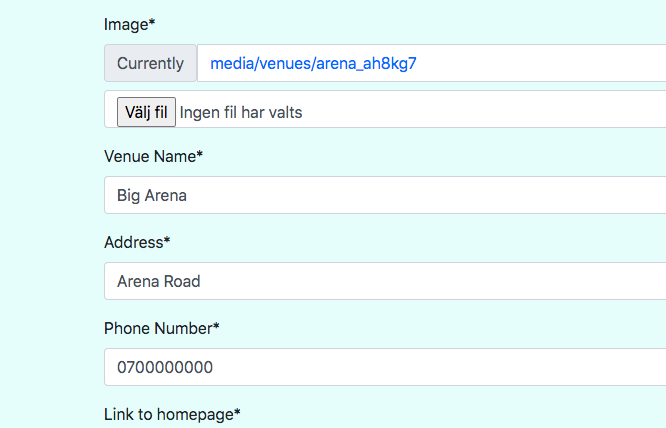 Image*
Currently media/venues/arena_ah8kg7
Välj fil Ingen fil har valts
Venue Name*
Big Arena
Address*
Arena Road
Phone Number*
0700000000
Link to homepage*